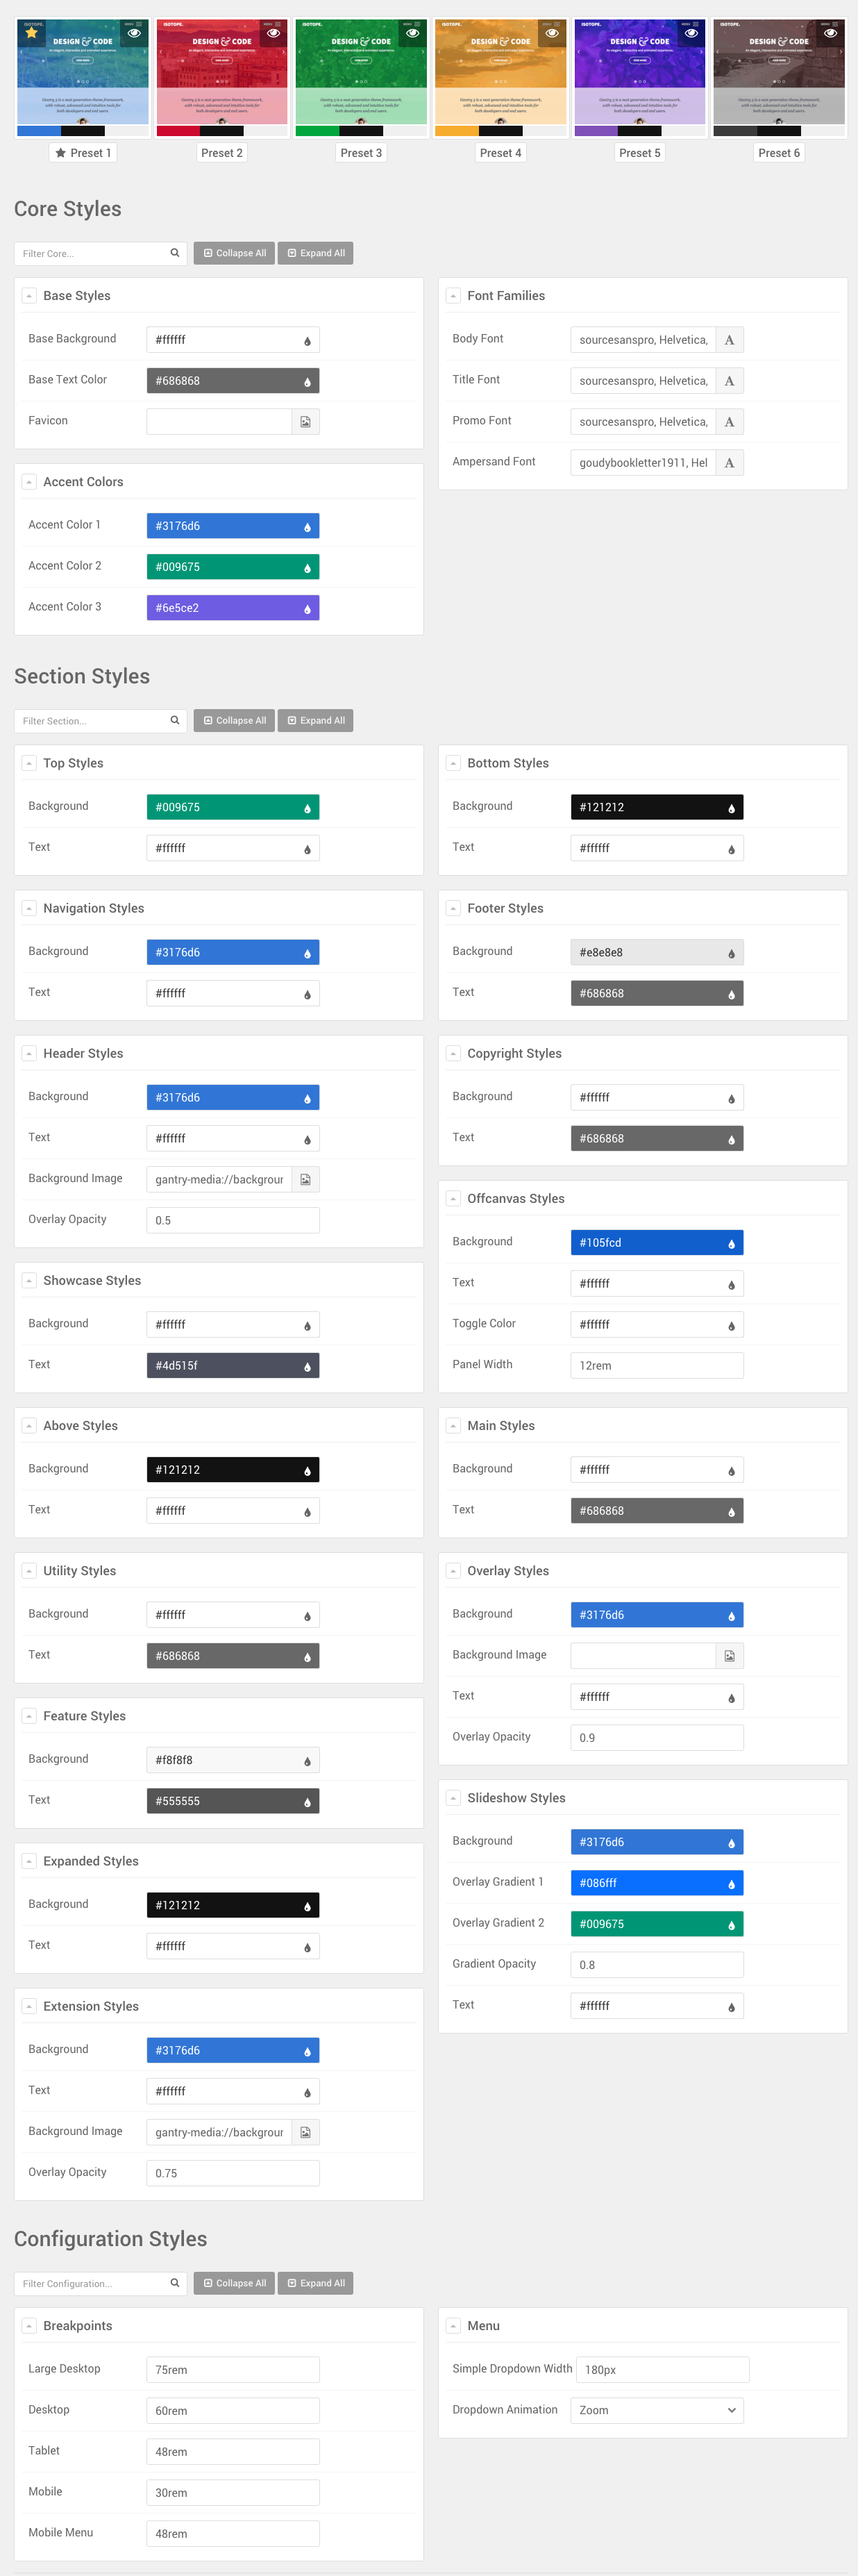 ISOTOPE.
DESIGN & CODE
ISOTOPE.
DESIGN & CODE
ISOTOPE.
DESIGN & CODE
ISOTOPE.
DESIGN & CODE
ISOTOPE.
DESIGN & CODE
ISOTOPE.
DESIGN & CODE
Preset 1
Preset 2
Preset 3
Preset 4
Preset 5
Preset 6
Core Styles
Filter Core...
Collapse All
Expand All
Base Styles
Base Background #ffffff
Base Text Color #686868
Favicon
Accent Colors
Accent Color 1 #3176d6
Accent Color 2 #009675
Accent Color 3 #6e5ce2
Font Families
Body Font sourcesanspro, Helvetica,
Title Font sourcesanspro, Helvetica,
Promo Font sourcesanspro, Helvetica,
Ampersand Font goudybookletter1911, Hel
Section Styles
Filter Section...
Collapse All
Expand All
Top Styles
Background #009675
Text #ffffff
Navigation Styles
Background #3176d6
Text #ffffff
Header Styles
Background #3176d6
Text #ffffff
Background Image gantry-media://backgrour
Overlay Opacity 0.5
Showcase Styles
Background #ffffff
Text #4d515f
Above Styles
Background #121212
Text #ffffff
Utility Styles
Background #ffffff
Text #686868
Feature Styles
Background #f8f8f8
Text #555555
Expanded Styles
Background #121212
Text #ffffff
Extension Styles
Background #3176d6
Text #ffffff
Background Image gantry-media://backgrour
Overlay Opacity 0.75
Bottom Styles
Background #121212
Text #ffffff
Footer Styles
Background #e8e8e8
Text #686868
Copyright Styles
Background #ffffff
Text #686868
Offcanvas Styles
Background #105fcd
Text #ffffff
Toggle Color #ffffff
Panel Width 12rem
Main Styles
Background #ffffff
Text #686868
Overlay Styles
Background #3176d6
Background Image
Text #ffffff
Overlay Opacity 0.9
Slideshow Styles
Background #3176d6
Overlay Gradient 1 #086fff
Overlay Gradient 2 #009675
Gradient Opacity 0.8
Text #ffffff
Configuration Styles
Filter Configuration...
Collapse All
Expand All
Breakpoints
Large Desktop 75rem
Desktop 60rem
Tablet 48rem
Mobile 30rem
Mobile Menu 48rem
Menu
Simple Dropdown Width 180px
Dropdown Animation Zoom